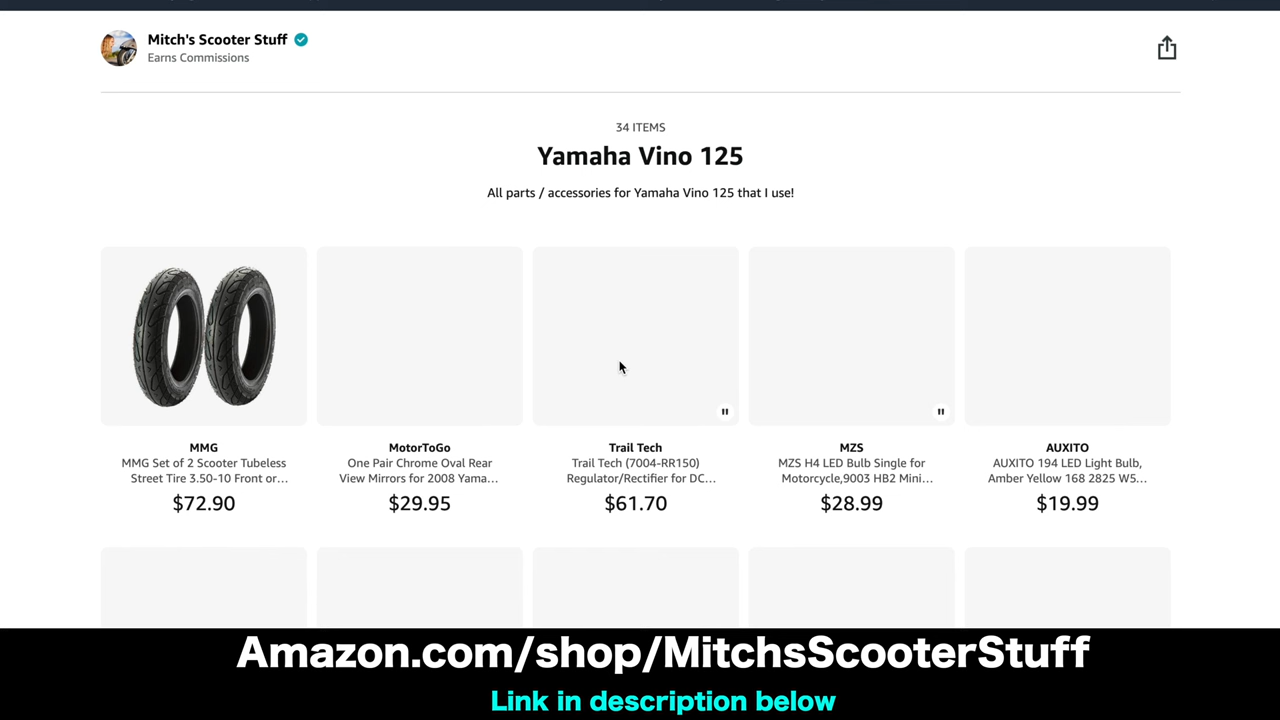 Mitch's Scooter Stuff
Earns Commissions
34 ITEMS
Yamaha Vino 125
All parts / accessories for Yamaha Vino 125 that I use!
MMG
MMG Set of 2 Scooter Tubeless
Street Tire 3.50-10 Front or...
$72.90
MotorToGo
One Pair Chrome Oval Rear
View Mirrors for 2008 Yama...
$29.95
Trail Tech
Trail Tech (7004-RR150)
Regulator/Rectifier for DC...
$61.70
MZS
MZS H4 LED Bulb Single for
Motorcycle,9003 HB2 Mini...
$28.99
AUXITO
AUXITO 194 LED Light Bulb,
Amber Yellow 168 2825 W5...
$19.99
Amazon.com/shop/MitchsScooterStuff
Link in description below